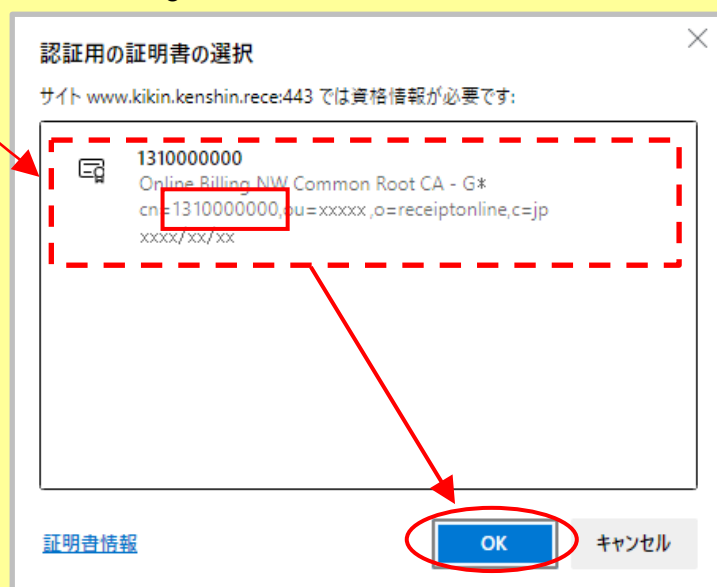 認証用の証明書の選択
サイト www.kikin.kenshin.rece:443 では資格情報が必要です:
1310000000
Online Billing NW Common Root CA - G*
cn=1310000000,ou=xxxxx ,o=receiptonline,c=jp
xxxx/xx/xx
証明書情報
OK
キャンセル